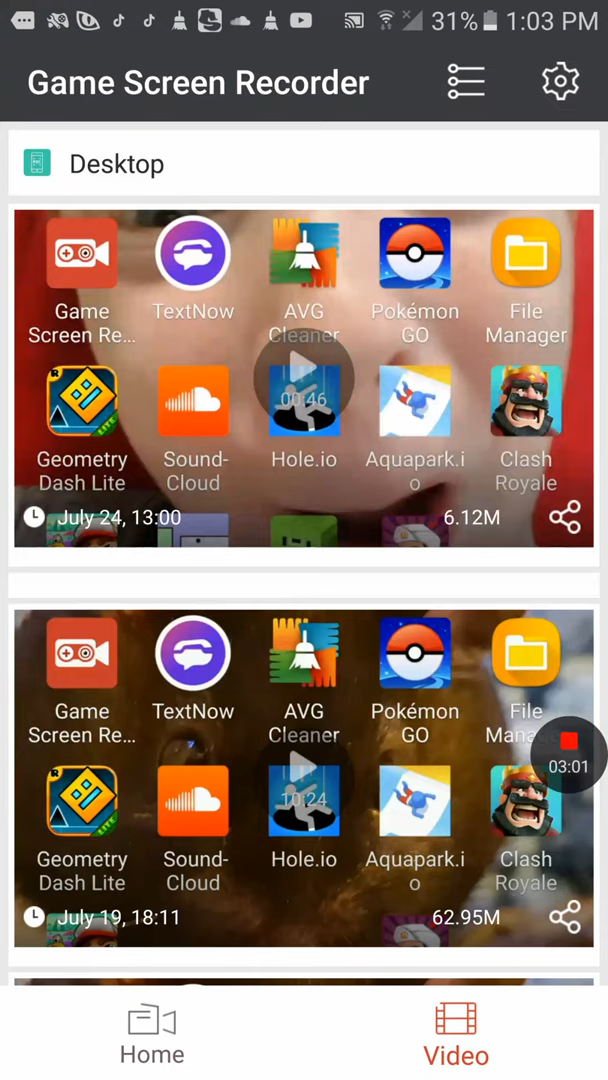 31% 1:03 PM
Game Screen Recorder
Desktop
Game Screen Re... TextNow AVG Cleaner Pokémon GO File Manager
00:46
Geometry Dash Lite Sound-Cloud Hole.io Aquapark.io Clash Royale
July 24, 13:00 6.12M
Game Screen Re... TextNow AVG Cleaner Pokémon GO File Mana
03:01
10:24
Geometry Dash Lite Sound-Cloud Hole.io Aquapark.io Clash Royale
July 19, 18:11 62.95M
Home Video